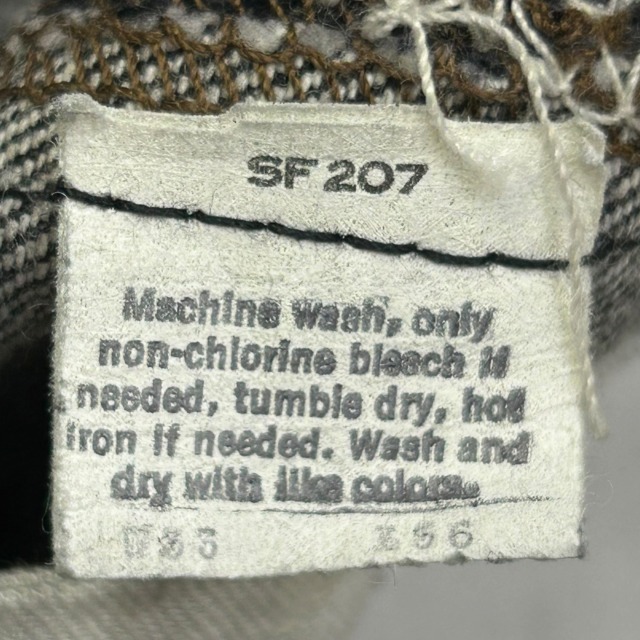 SF 207
Machine wash, only
non-chlorine bleach if
needed, tumble dry, hot
iron if needed. Wash and
dry with like colors.